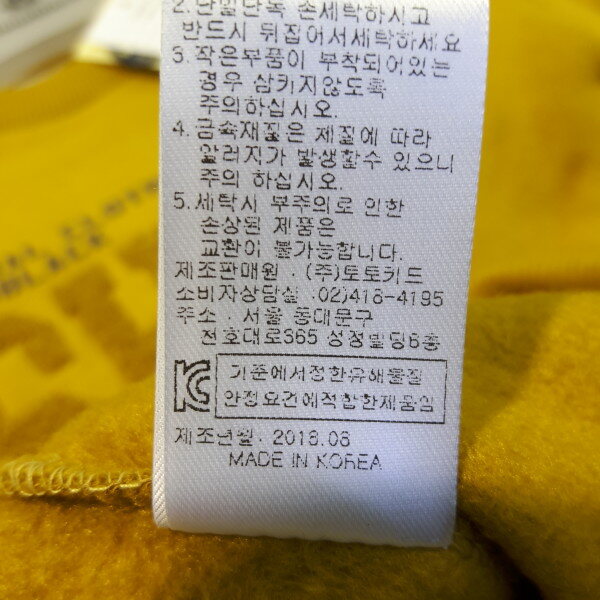 2.단일단독 손세탁하시고
반드시 뒤집어서세탁하세요
3.작은부품이 부착되어있는
경우 삼키지않도록
주의하십시오.
4.금속재질은 체질에 따라
알러지가 발생할수 있으니
주의 하십시오.
5.세탁시 부주의로 인한
손상된 제품은
교환이 불가능합니다.
제조판매원 : (주)토토키드
소비자상담실 :02)418-4195
주소 : 서울 동대문구
천호대로365 성정빌딩6층
기준에서정한유해물질
안정요건에적합한제품임
제조년월 : 2018.08
MADE IN KOREA